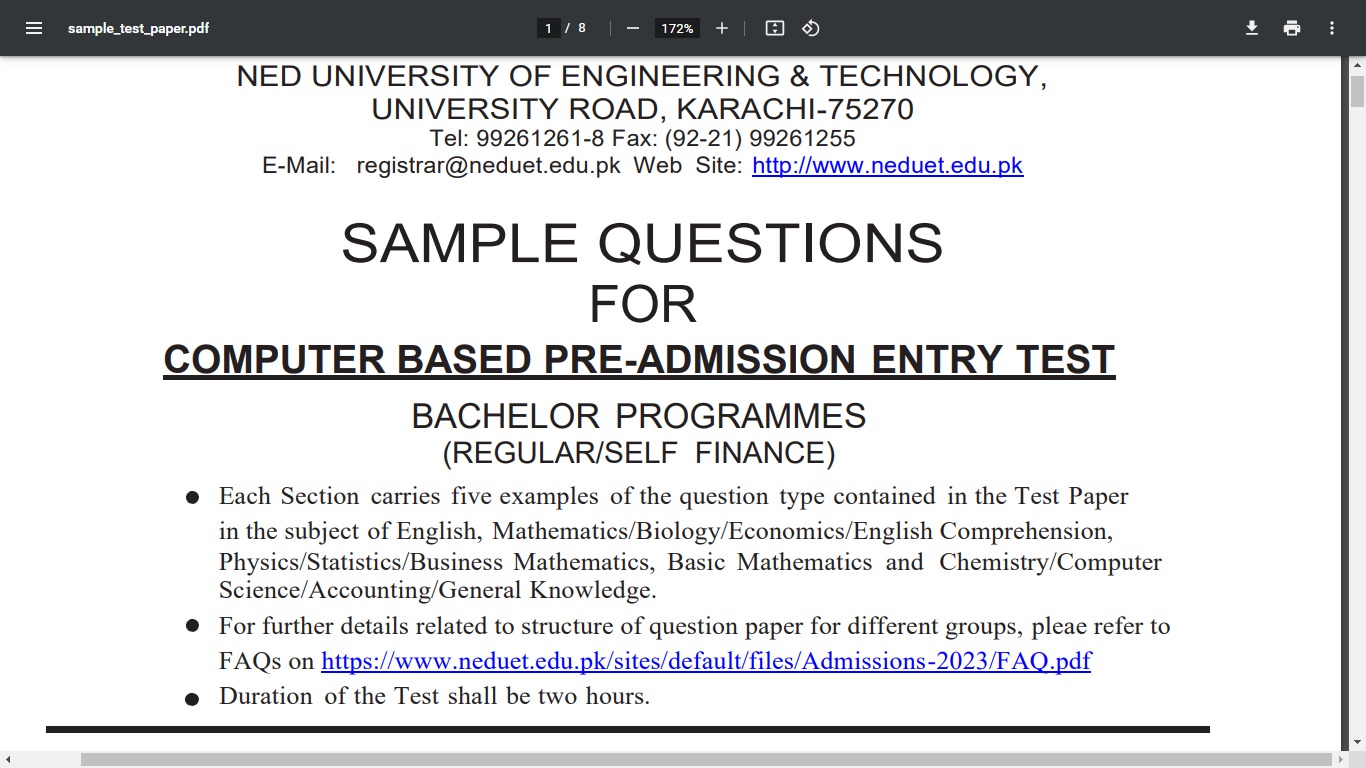 sample_test_paper.pdf
1 / 8
172%
NED UNIVERSITY OF ENGINEERING & TECHNOLOGY,
UNIVERSITY ROAD, KARACHI-75270
Tel: 99261261-8 Fax: (92-21) 99261255
E-Mail: registrar@neduet.edu.pk Web Site: http://www.neduet.edu.pk
SAMPLE QUESTIONS
FOR
COMPUTER BASED PRE-ADMISSION ENTRY TEST
BACHELOR PROGRAMMES
(REGULAR/SELF FINANCE)
● Each Section carries five examples of the question type contained in the Test Paper
in the subject of English, Mathematics/Biology/Economics/English Comprehension,
Physics/Statistics/Business Mathematics, Basic Mathematics and Chemistry/Computer
Science/Accounting/General Knowledge.
● For further details related to structure of question paper for different groups, pleae refer to
FAQs on https://www.neduet.edu.pk/sites/default/files/Admissions-2023/FAQ.pdf
● Duration of the Test shall be two hours.